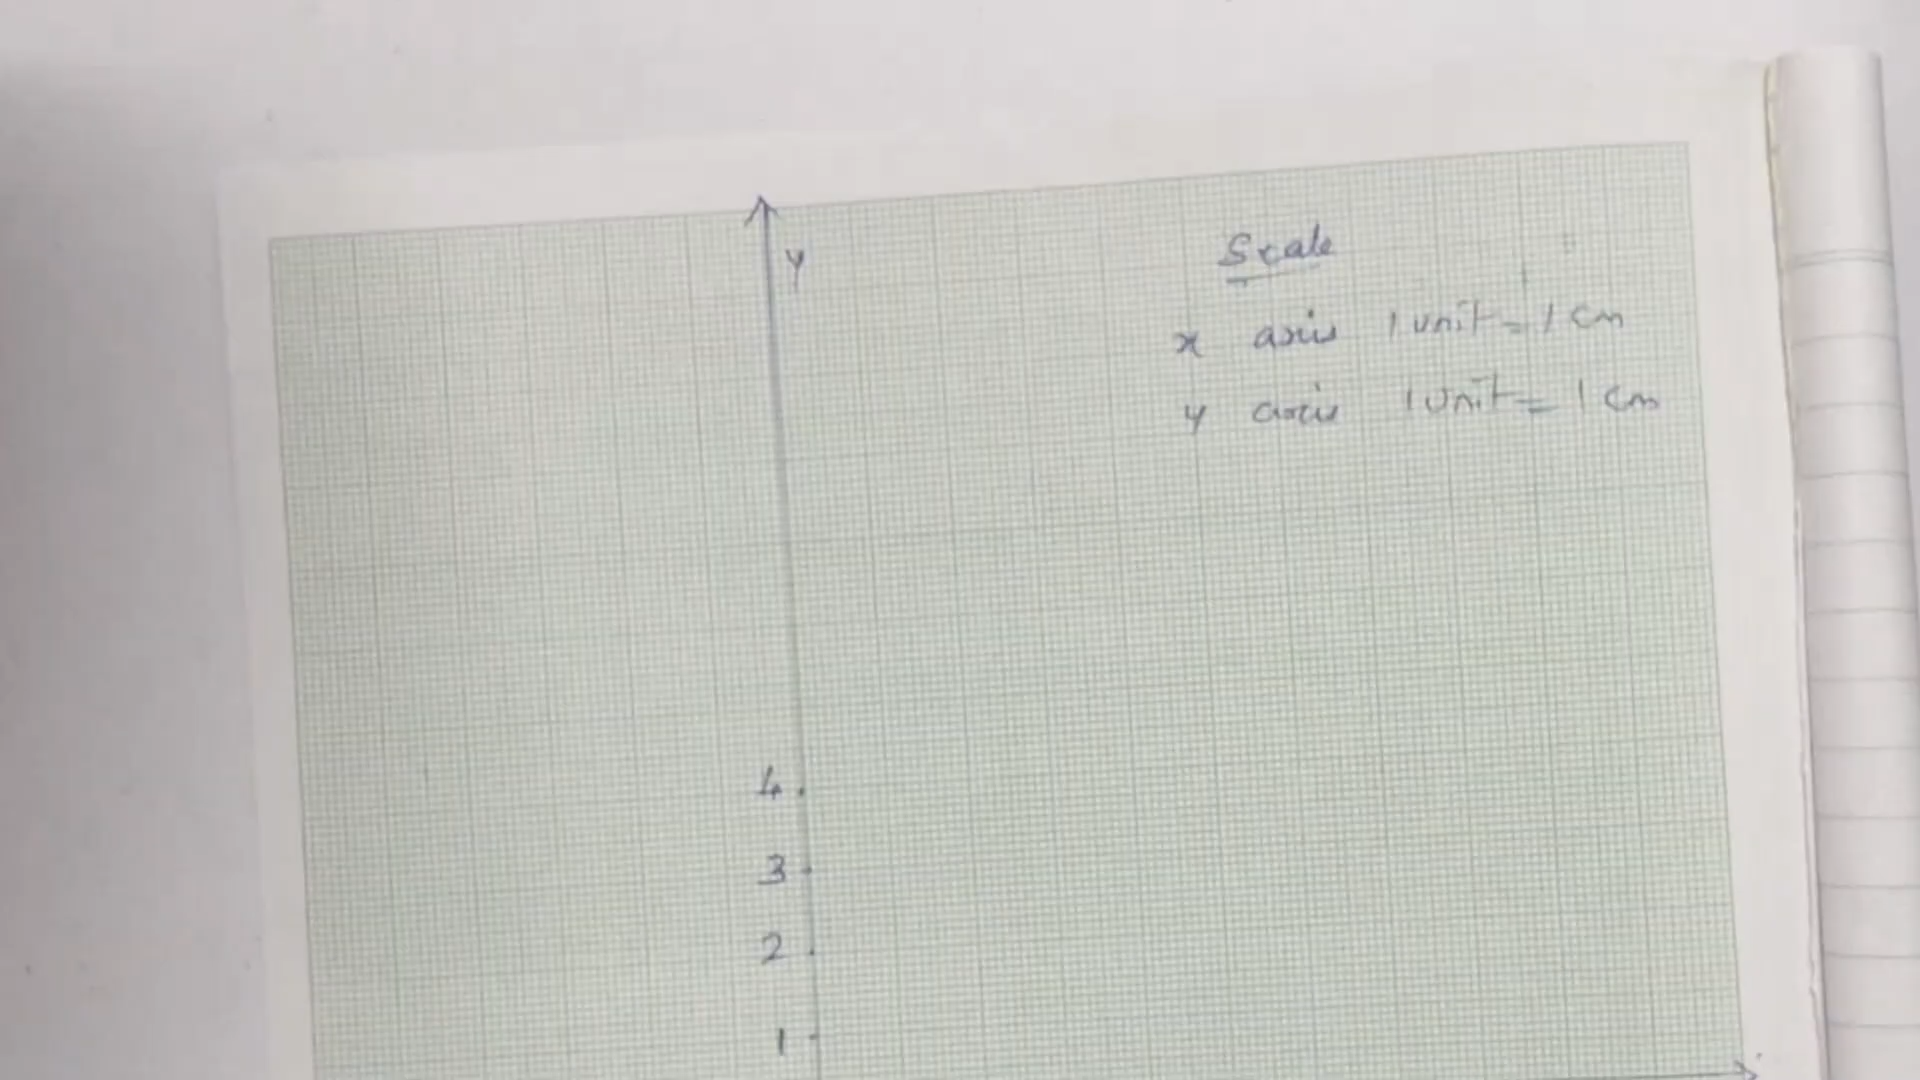 y
Scale
x axis 1 unit = 1 cm
y axis 1 unit = 1 cm
4
3
2
1